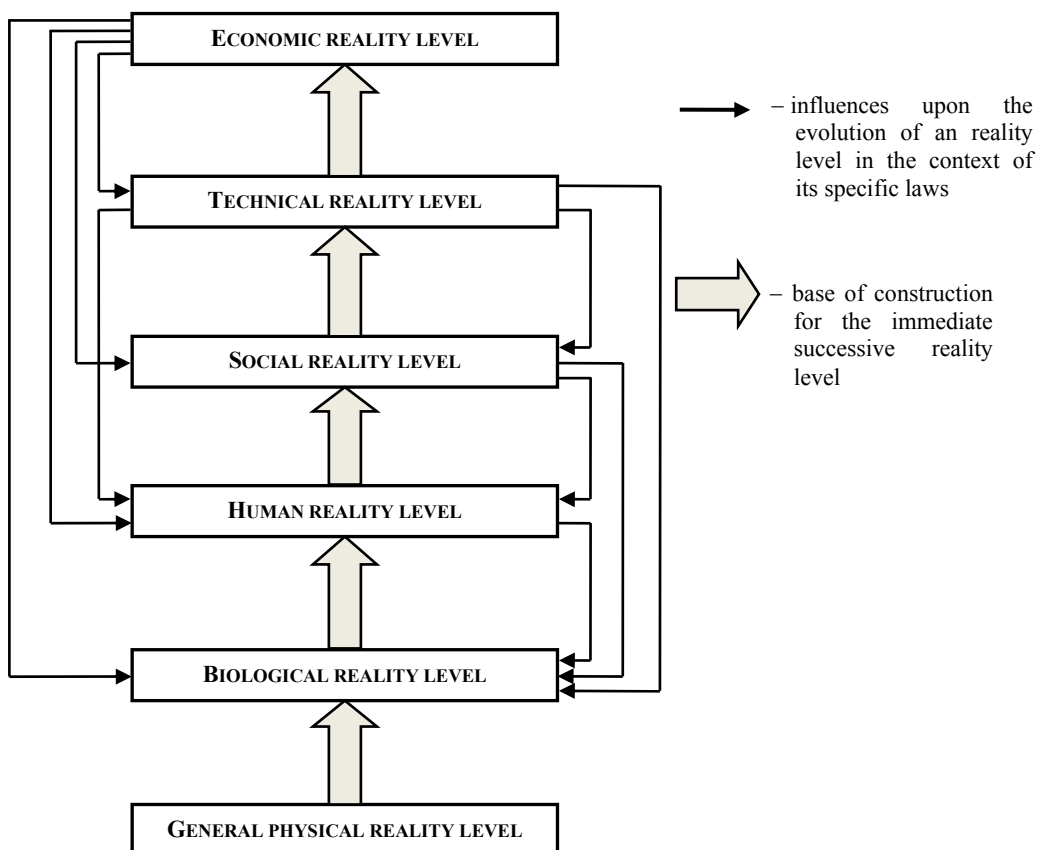 ECONOMIC REALITY LEVEL
– influences upon the
evolution of an reality
level in the context of
its specific laws
TECHNICAL REALITY LEVEL
– base of construction
for the immediate
successive reality
level
SOCIAL REALITY LEVEL
HUMAN REALITY LEVEL
BIOLOGICAL REALITY LEVEL
GENERAL PHYSICAL REALITY LEVEL